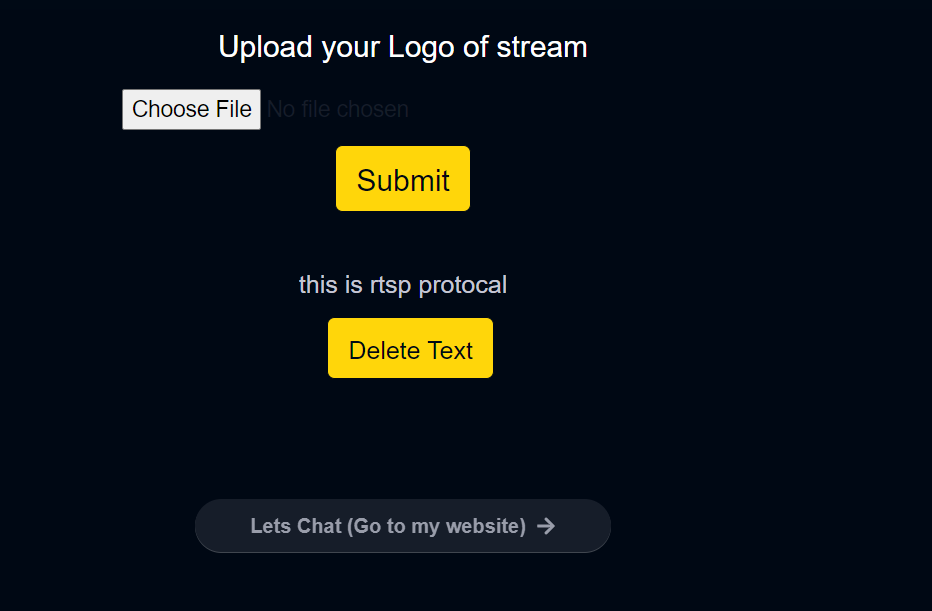 Upload your Logo of stream
Choose File No file chosen
Submit
this is rtsp protocal
Delete Text
Lets Chat (Go to my website)